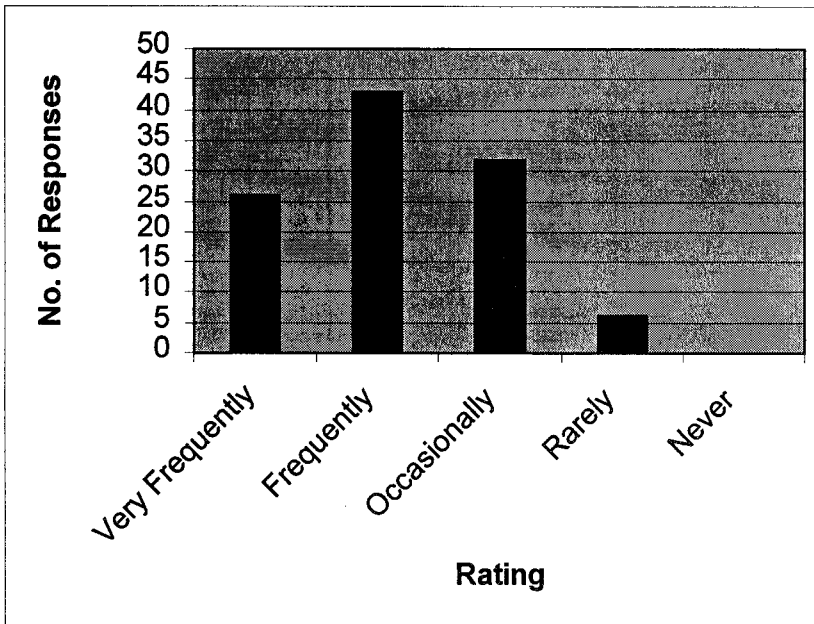 50
45
40
35
30
25
20
15
10
5
0
No. of Responses
Very Frequently
Frequently
Occasionally
Rarely
Never
Rating